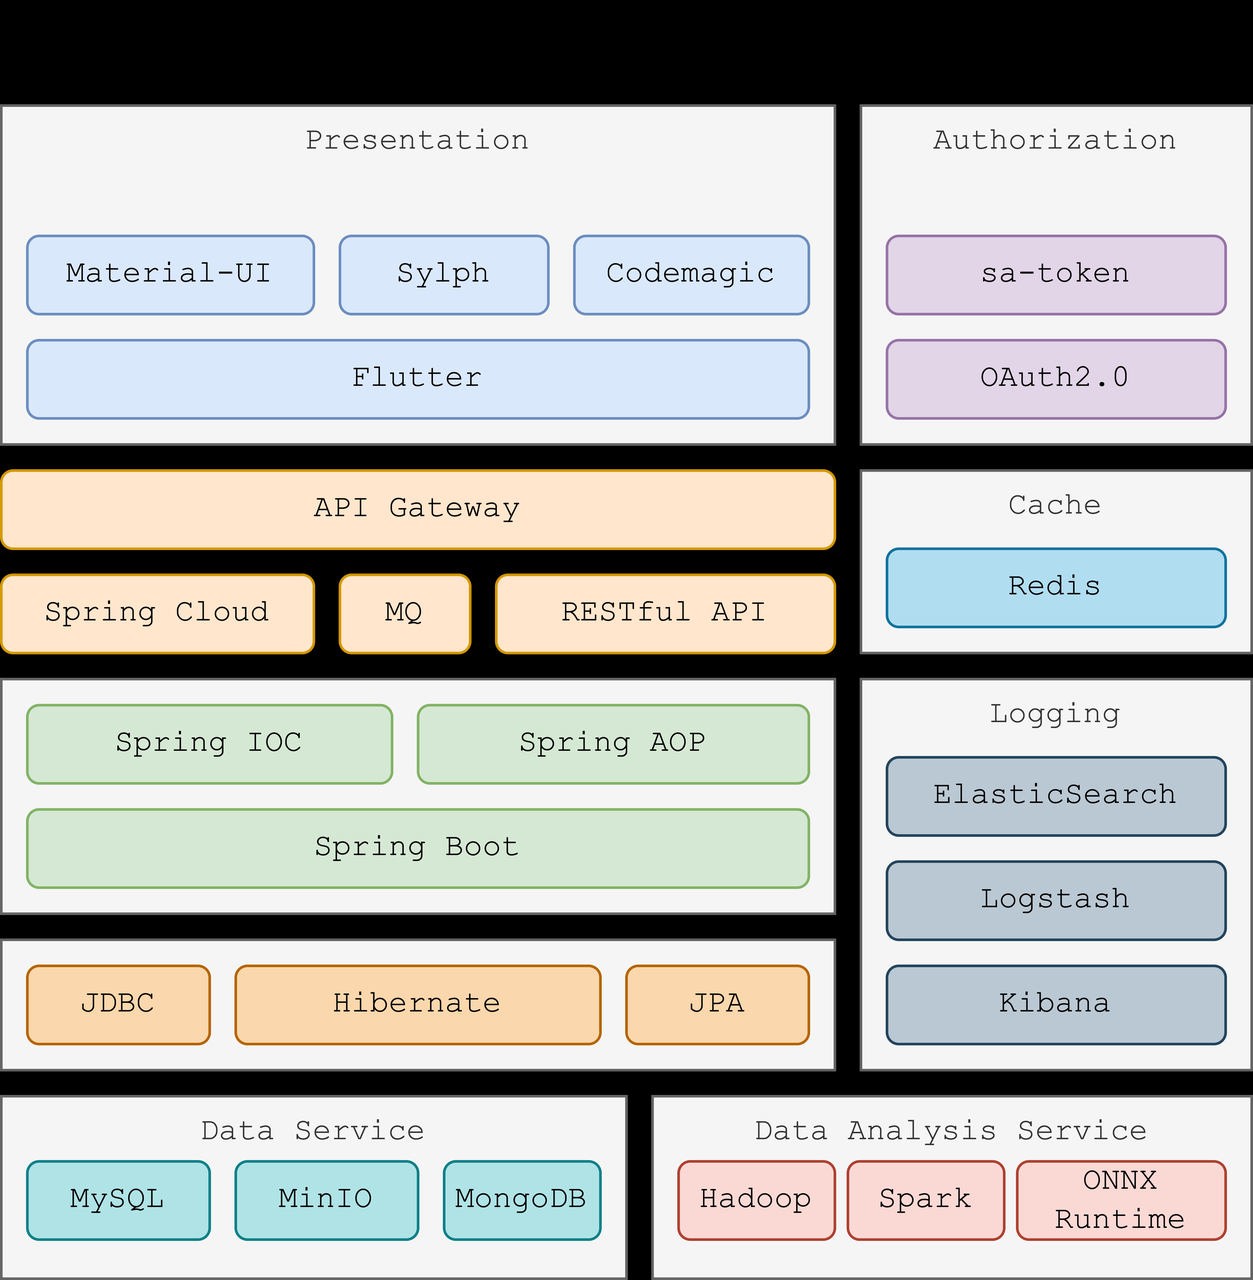 Presentation
Material-UI
Sylph
Codemagic
Flutter
Authorization
sa-token
OAuth2.0
API Gateway
Spring Cloud
MQ
RESTful API
Cache
Redis
Spring IOC
Spring AOP
Spring Boot
JDBC
Hibernate
JPA
Logging
ElasticSearch
Logstash
Kibana
Data Service
MySQL
MinIO
MongoDB
Data Analysis Service
Hadoop
Spark
ONNX
Runtime